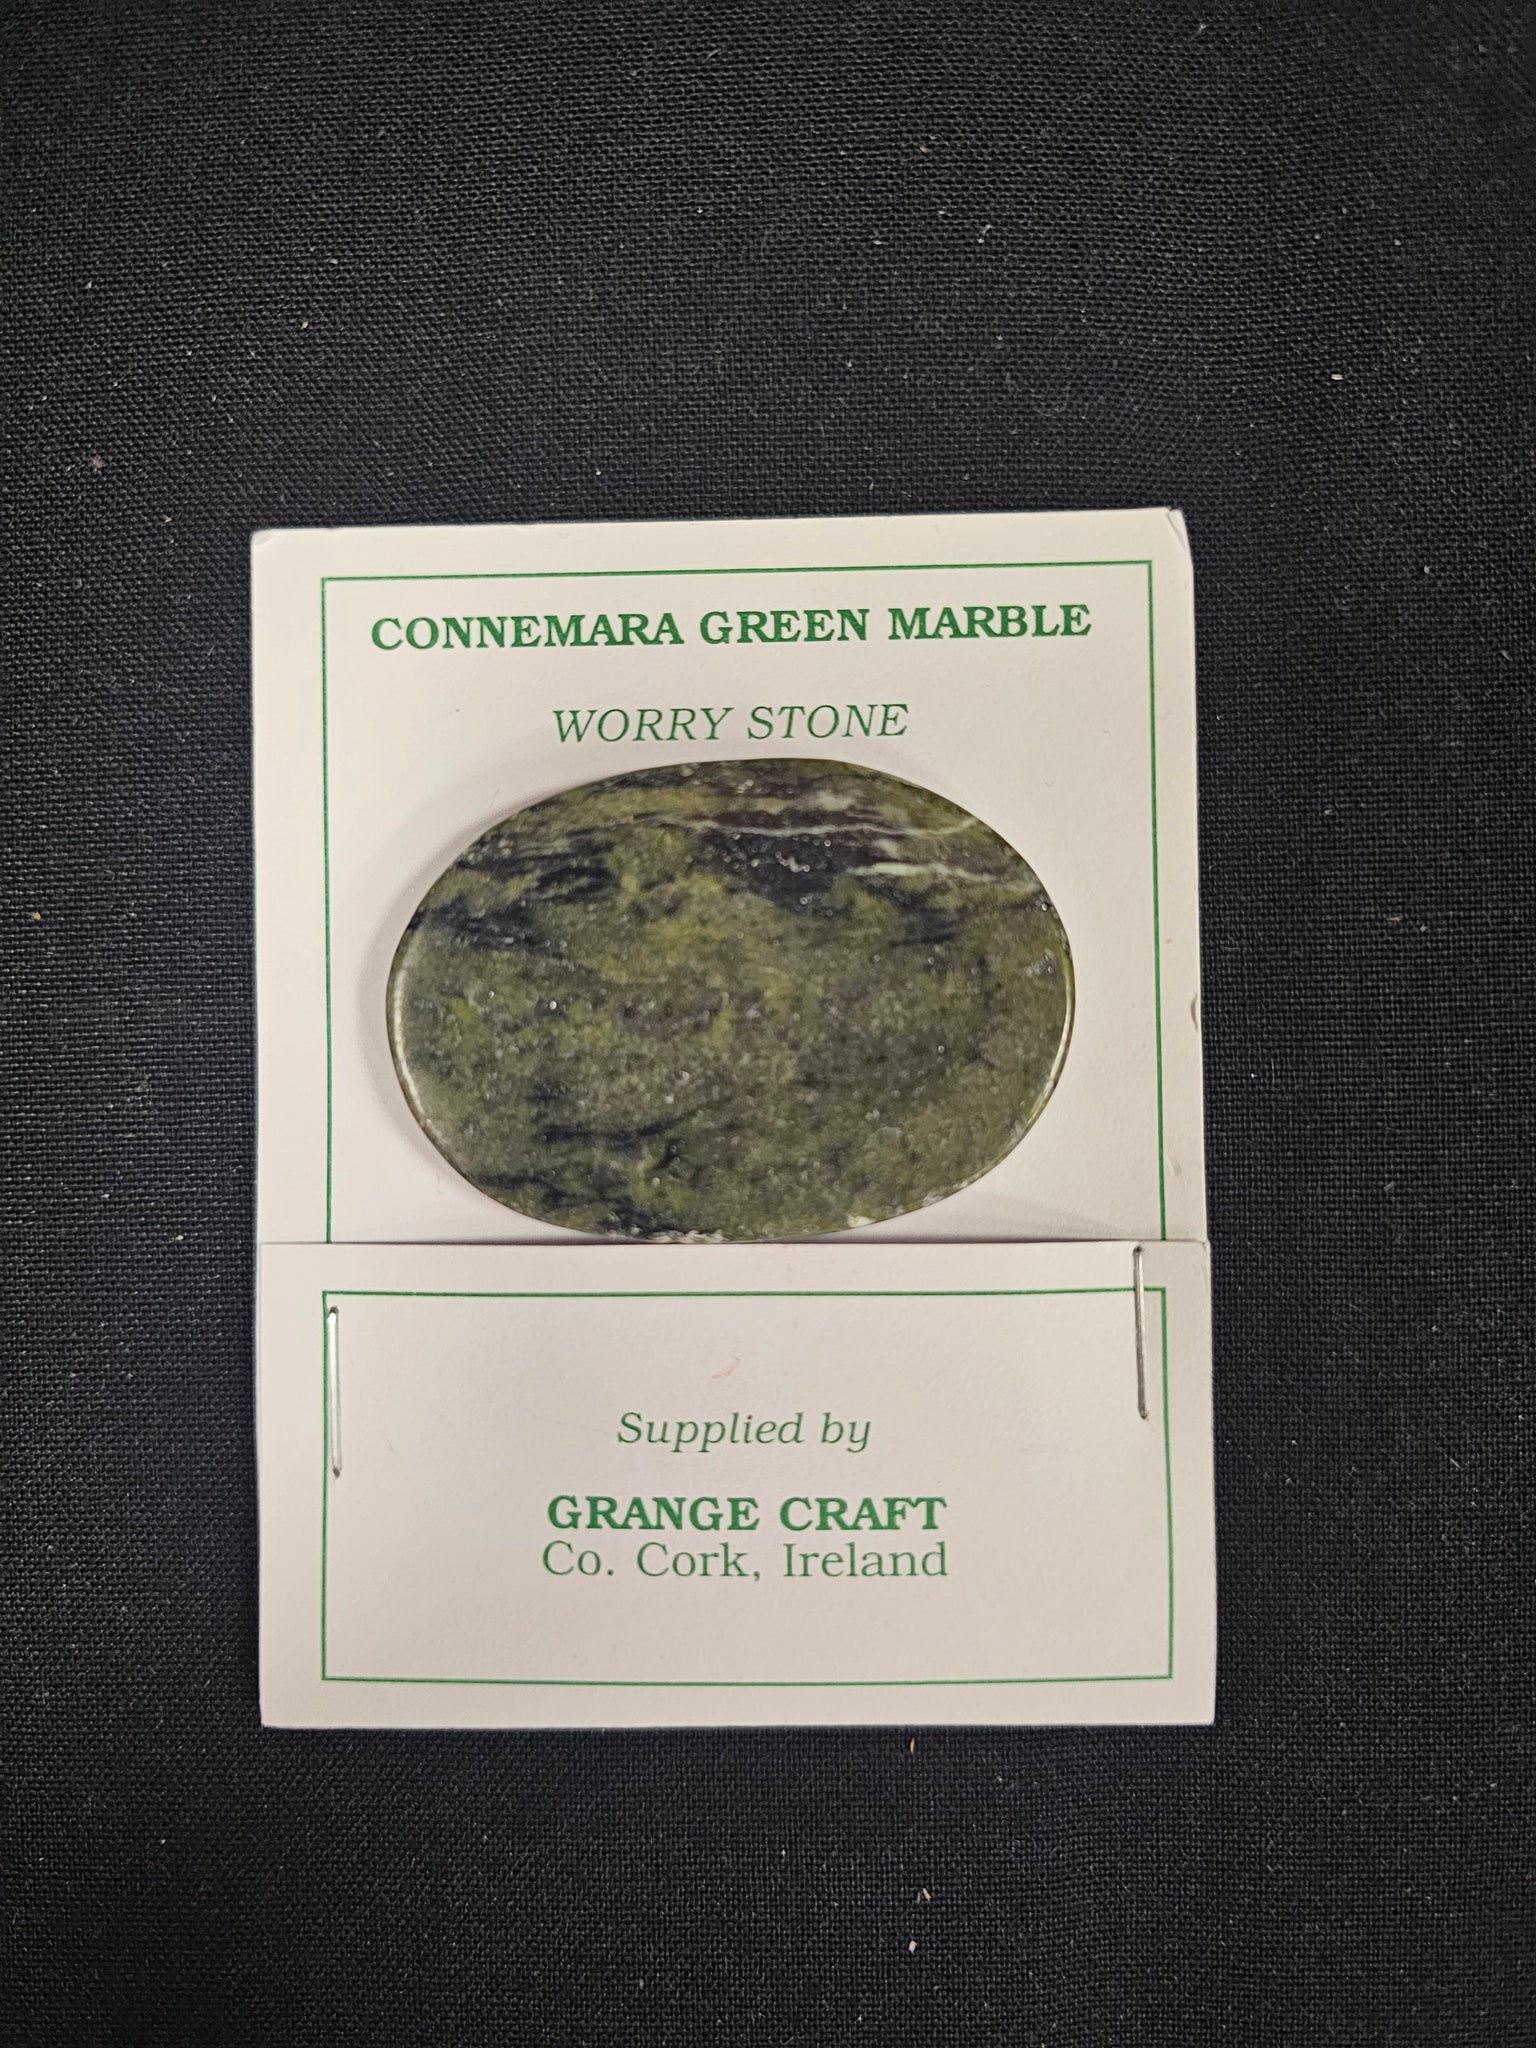 CONNEMARA GREEN MARBLE
WORRY STONE
Supplied by
GRANGE CRAFT
Co. Cork, Ireland